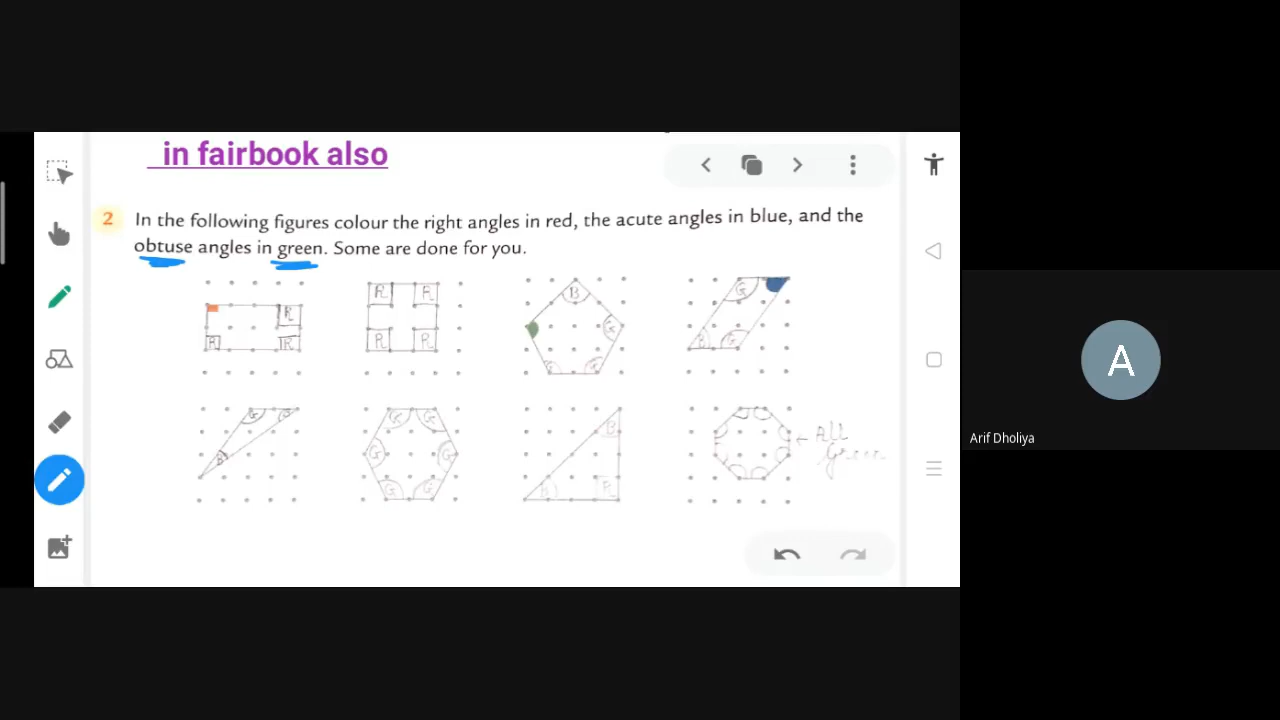 in fairbook also
2 In the following figures colour the right angles in red, the acute angles in blue, and the
obtuse angles in green. Some are done for you.
R R R
R R R R
B G G G
G B G
G G B
G G G G G G
B B R
All
Green
A
Arif Dholiya